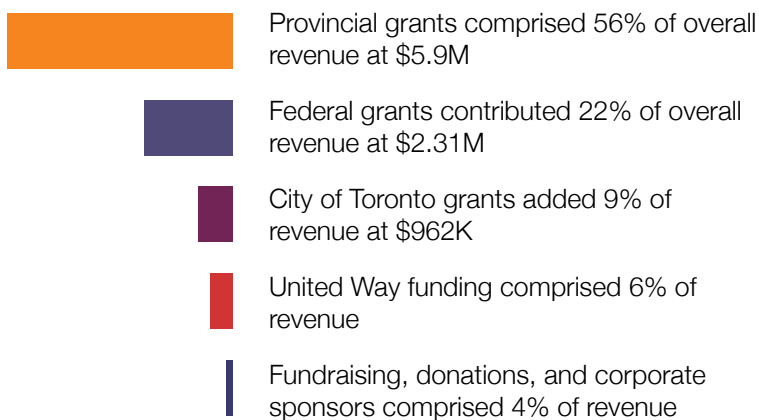 Provincial grants comprised 56% of overall
revenue at $5.9M
Federal grants contributed 22% of overall
revenue at $2.31M
City of Toronto grants added 9% of
revenue at $962K
United Way funding comprised 6% of
revenue
Fundraising, donations, and corporate
sponsors comprised 4% of revenue